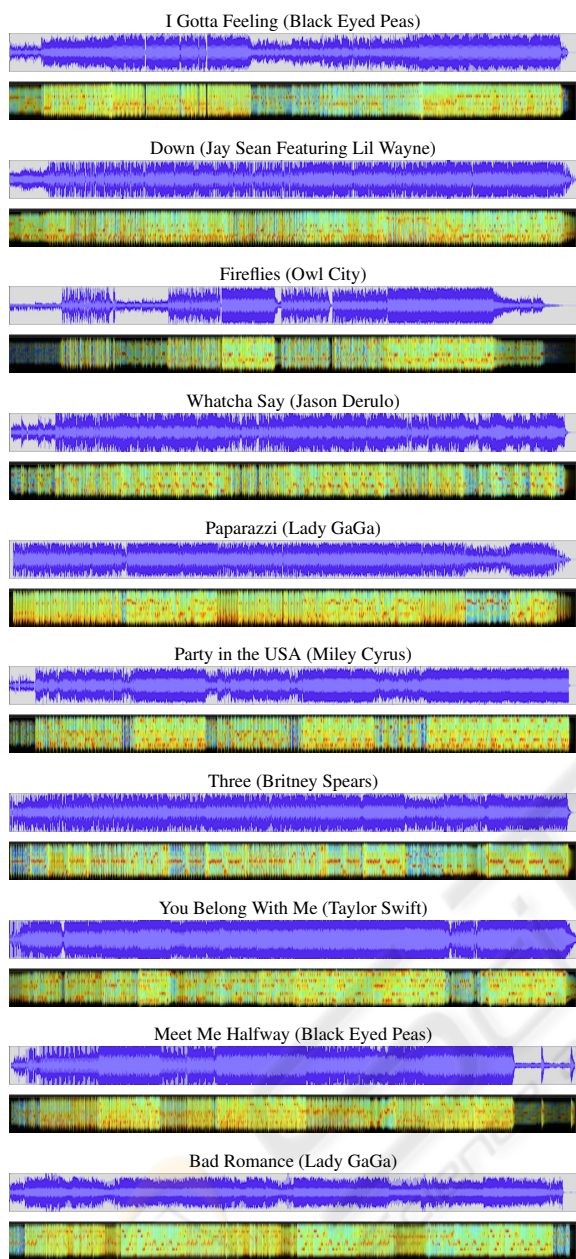 I Gotta Feeling (Black Eyed Peas)
Down (Jay Sean Featuring Lil Wayne)
Fireflies (Owl City)
Whatcha Say (Jason Derulo)
Paparazzi (Lady GaGa)
Party in the USA (Miley Cyrus)
Three (Britney Spears)
You Belong With Me (Taylor Swift)
Meet Me Halfway (Black Eyed Peas)
Bad Romance (Lady GaGa)